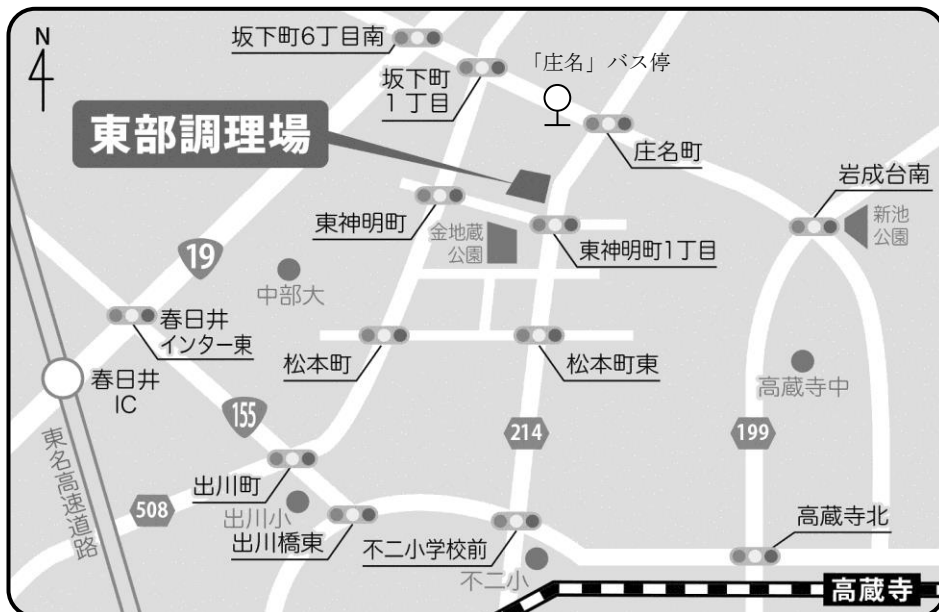 N
坂下町6丁目南
坂下町
1丁目
「庄名」バス停
東部調理場
庄名町
岩成台南
新池
公園
東神明町
金地蔵
公園
東神明町1丁目
19
中部大
春日井
インター東
松本町
松本町東
春日井
IC
高蔵寺中
155
214
199
東名高速道路
出川町
508
出川小
出川橋東
不二小学校前
高蔵寺北
不二小
高蔵寺